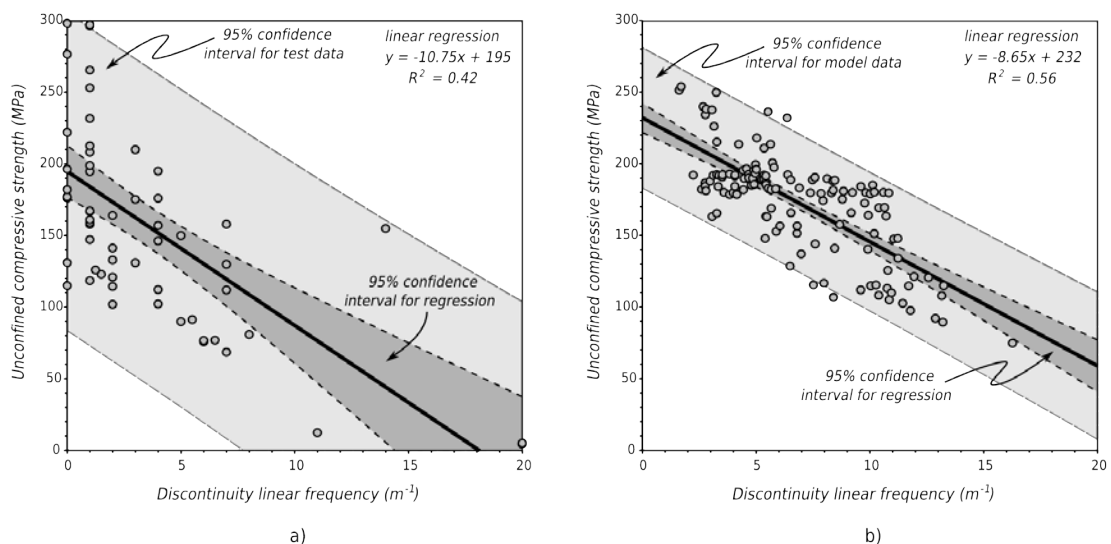 300
250
200
150
100
50
0
0
5
10
15
20
Unconfined compressive strength (MPa)
Discontinuity linear frequency (m⁻¹)
95% confidence
interval for test data
linear regression
y = -10.75x + 195
R² = 0.42
95% confidence
interval for regression
a)
300
250
200
150
100
50
0
0
5
10
15
20
Unconfined compressive strength (MPa)
Discontinuity linear frequency (m⁻¹)
95% confidence
interval for model data
linear regression
y = -8.65x + 232
R² = 0.56
95% confidence
interval for regression
b)